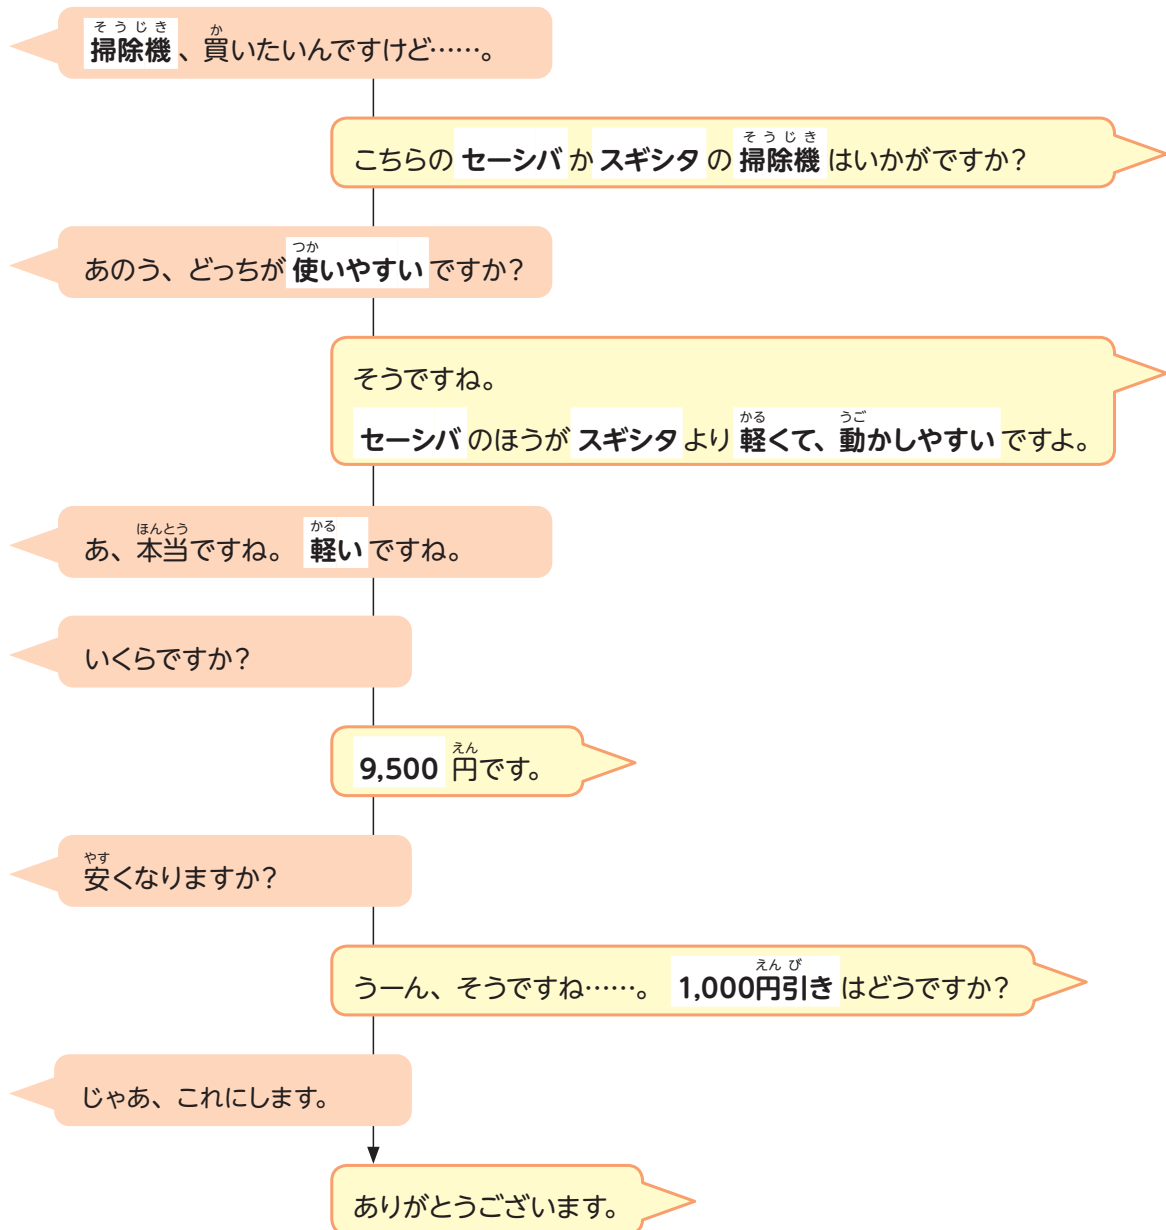 掃除機、買いたいんですけど……。
こちらの セーシバ か スギシタ の 掃除機 はいかがですか？
あのう、どっちが 使いやすい ですか？
そうですね。
セーシバ のほうが スギシタ より 軽くて、動かしやすい ですよ。
あ、本当ですね。 軽い ですね。
いくらですか？
9,500 円です。
安くなりますか？
うーん、そうですね……。 1,000円引き はどうですか？
じゃあ、これにします。
ありがとうございます。